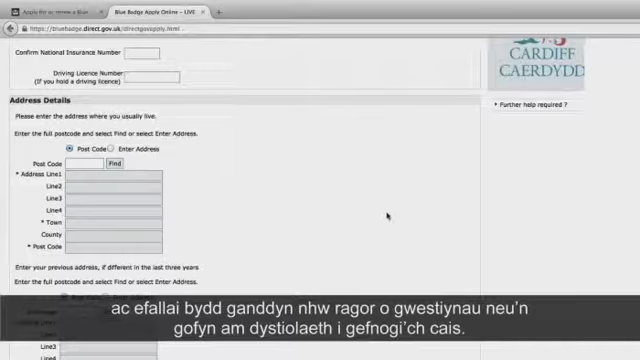 Apply for or renew a Blue
Blue Badge Apply Online – LIVE
https://bluebadge.direct.gov.uk/directgovapply.html
Confirm National Insurance Number
CARDIFF
CAERDYDD
Driving Licence Number
(If you hold a driving licence)
Address Details
Further help required ?
Please enter the address where you usually live.
Enter the full postcode and select Find or select Enter Address.
Post Code Enter Address
Post Code Find
* Address Line1
Line2
Line3
Line4
* Town
County
* Post Code
Enter your previous address, if different in the last three years
Enter the full postcode and select Find or select Enter Address.
ac efallai bydd ganddyn nhw ragor o gwestiynau neu'n
gofyn am dystiolaeth i gefnogi'ch cais.
Line3